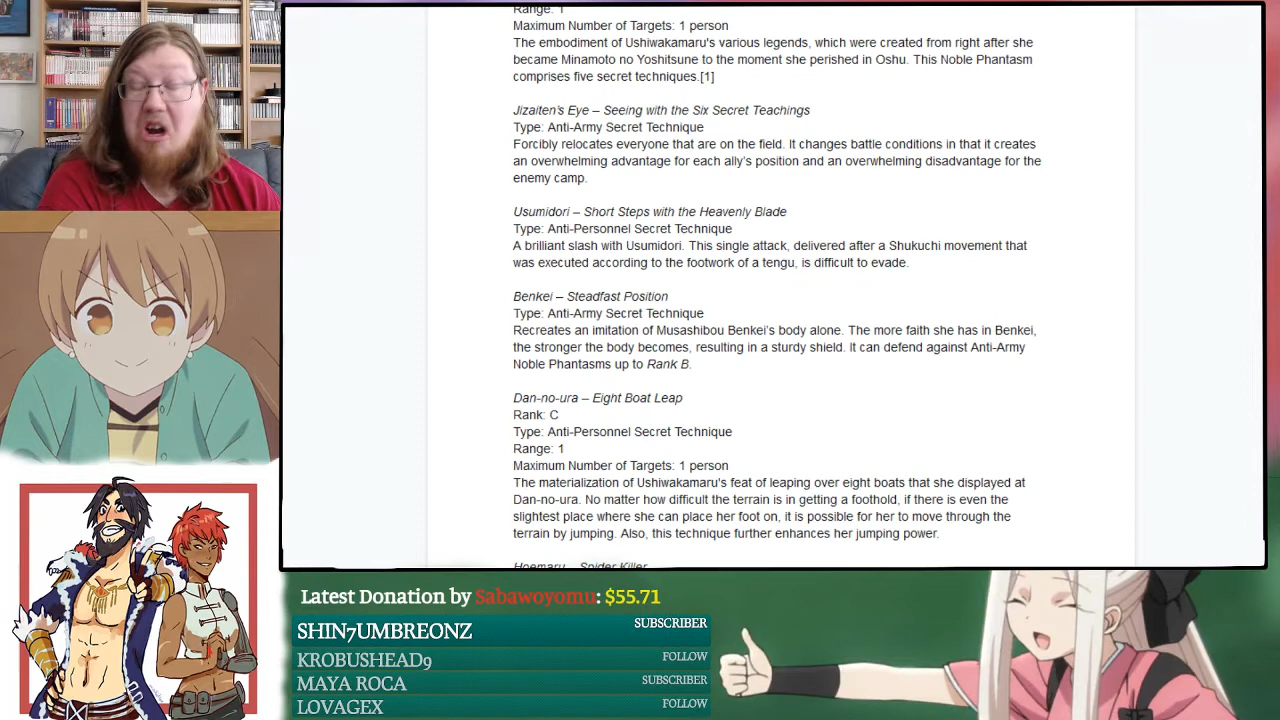 Range: 1
Maximum Number of Targets: 1 person
The embodiment of Ushiwakamaru's various legends, which were created from right after she
became Minamoto no Yoshitsune to the moment she perished in Oshu. This Noble Phantasm
comprises five secret techniques.[1]
Jizaiten's Eye – Seeing with the Six Secret Teachings
Type: Anti-Army Secret Technique
Forcibly relocates everyone that are on the field. It changes battle conditions in that it creates
an overwhelming advantage for each ally's position and an overwhelming disadvantage for the
enemy camp.
Usumidori – Short Steps with the Heavenly Blade
Type: Anti-Personnel Secret Technique
A brilliant slash with Usumidori. This single attack, delivered after a Shukuchi movement that
was executed according to the footwork of a tengu, is difficult to evade.
Benkei – Steadfast Position
Type: Anti-Army Secret Technique
Recreates an imitation of Musashibou Benkei's body alone. The more faith she has in Benkei,
the stronger the body becomes, resulting in a sturdy shield. It can defend against Anti-Army
Noble Phantasms up to Rank B.
Dan-no-ura – Eight Boat Leap
Rank: C
Type: Anti-Personnel Secret Technique
Range: 1
Maximum Number of Targets: 1 person
The materialization of Ushiwakamaru's feat of leaping over eight boats that she displayed at
Dan-no-ura. No matter how difficult the terrain is in getting a foothold, if there is even the
slightest place where she can place her foot on, it is possible for her to move through the
terrain by jumping. Also, this technique further enhances her jumping power.
Hoemaru – Spider Killer
Latest Donation by Sabawoyomu: $55.71
SHIN7UMBREONZ SUBSCRIBER
KROBUSHEAD9 FOLLOW
MAYA ROCA SUBSCRIBER
LOVAGEX FOLLOW